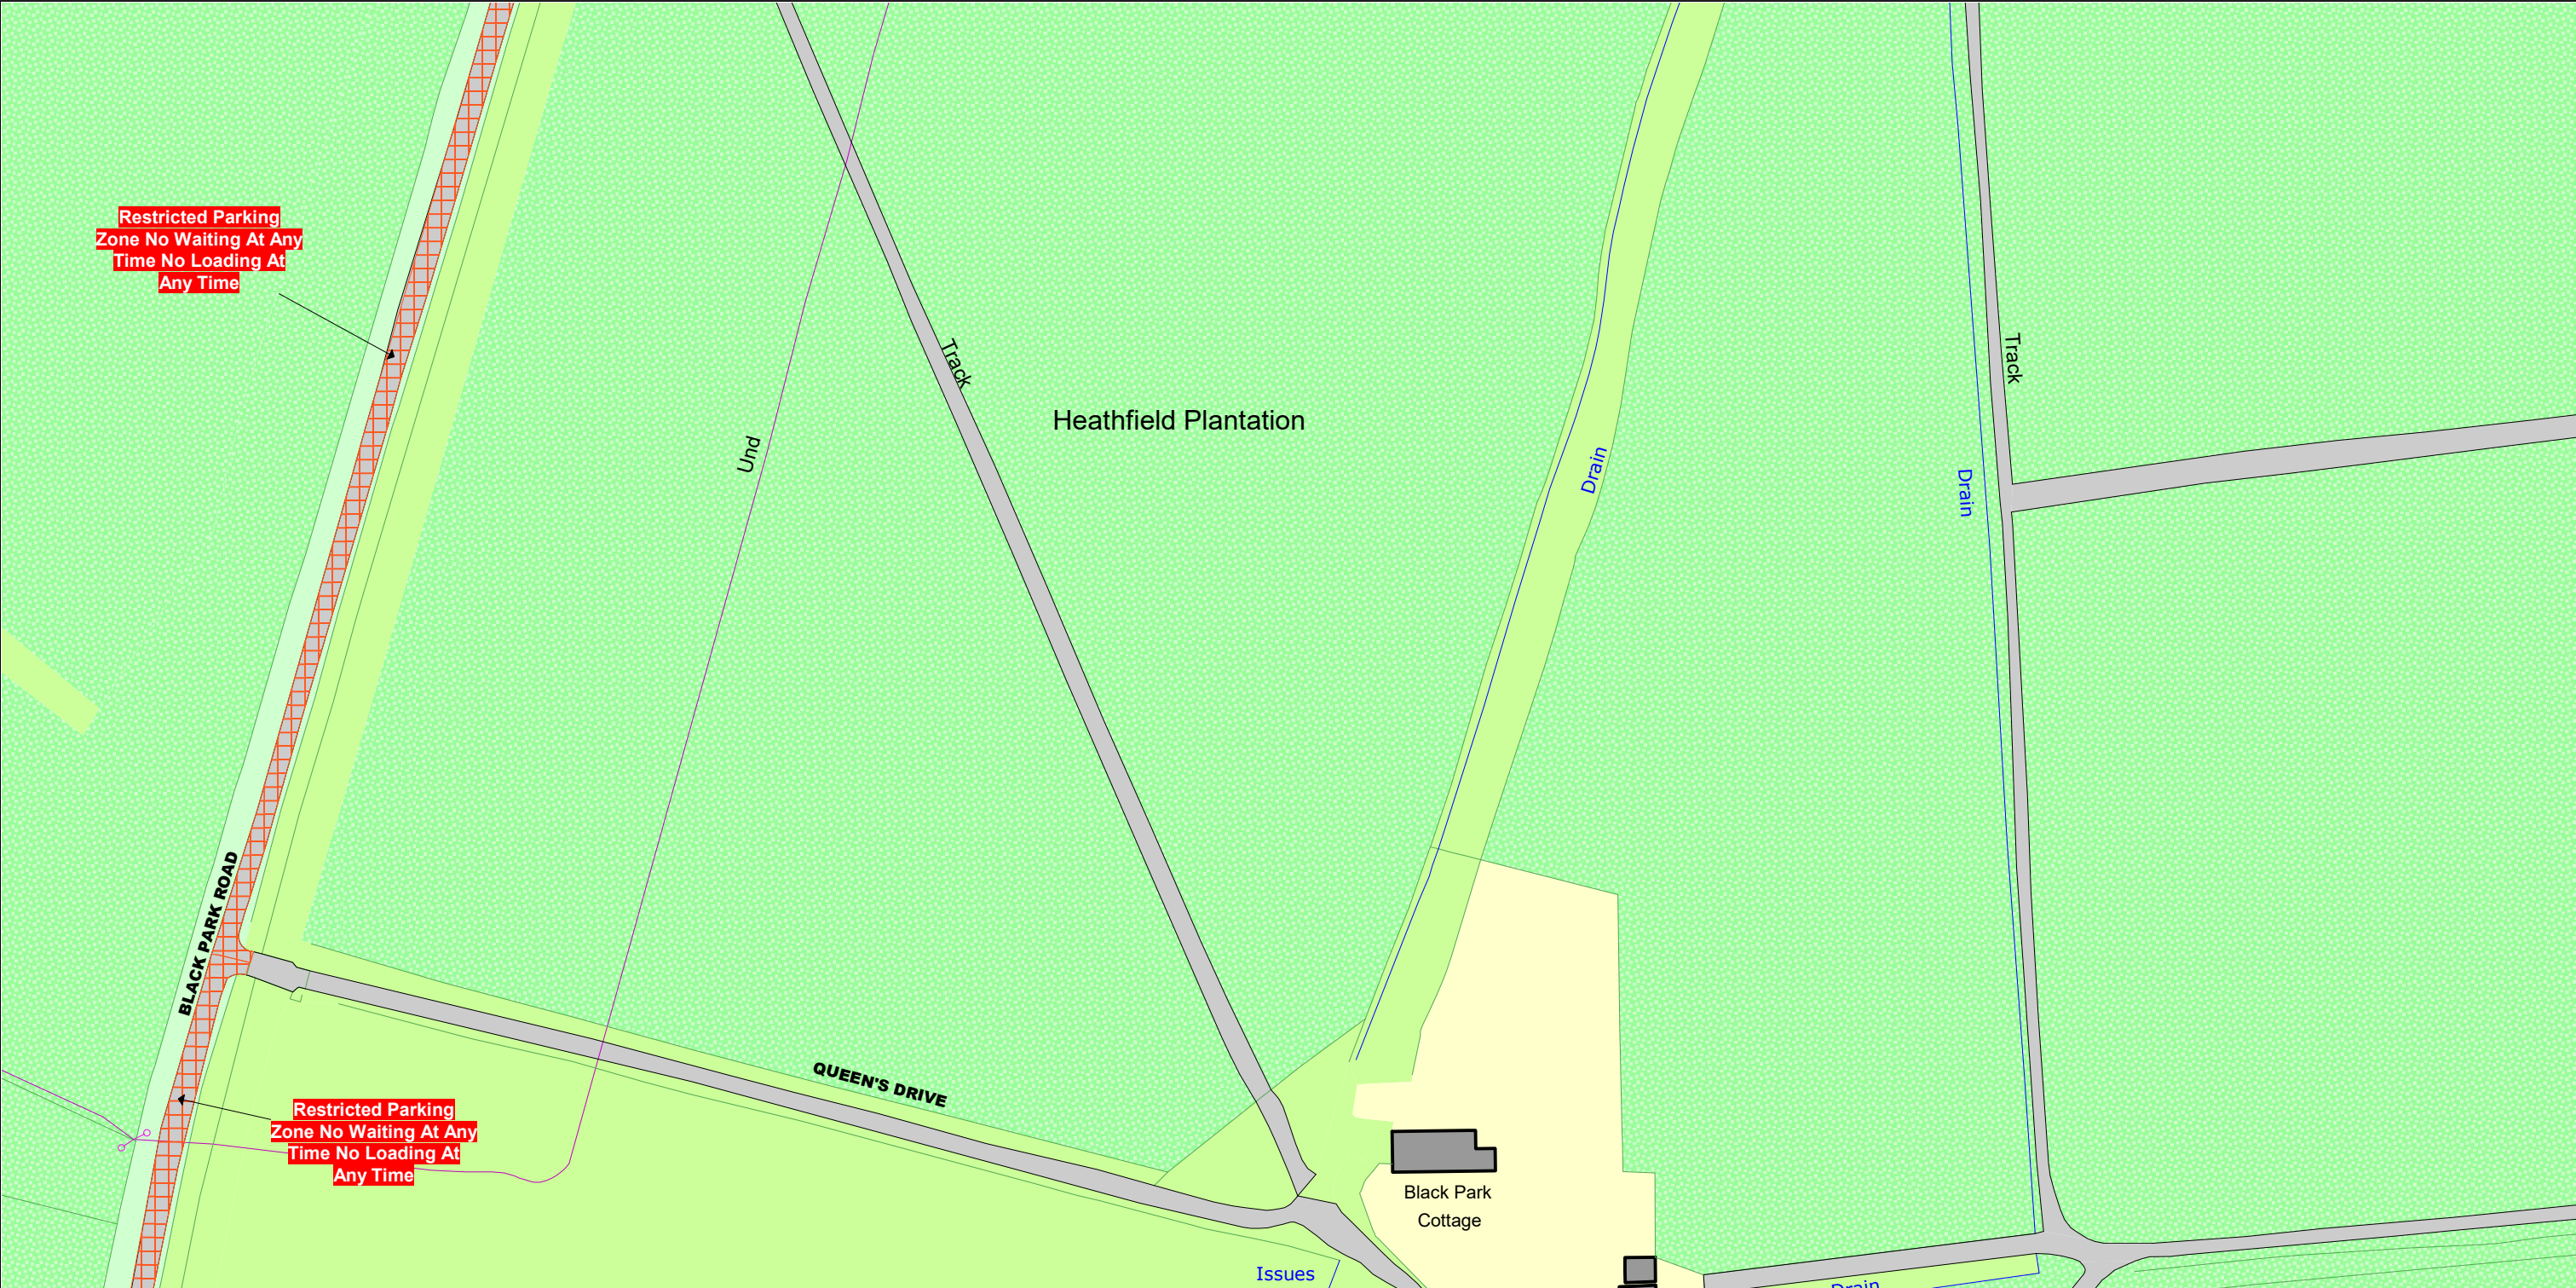 Restricted Parking
Zone No Waiting At Any
Time No Loading At
Any Time
Track
Track
Heathfield Plantation
Und
Drain
Drain
BLACK PARK ROAD
QUEEN'S DRIVE
Restricted Parking
Zone No Waiting At Any
Time No Loading At
Any Time
Black Park
Cottage
Issues
Drain